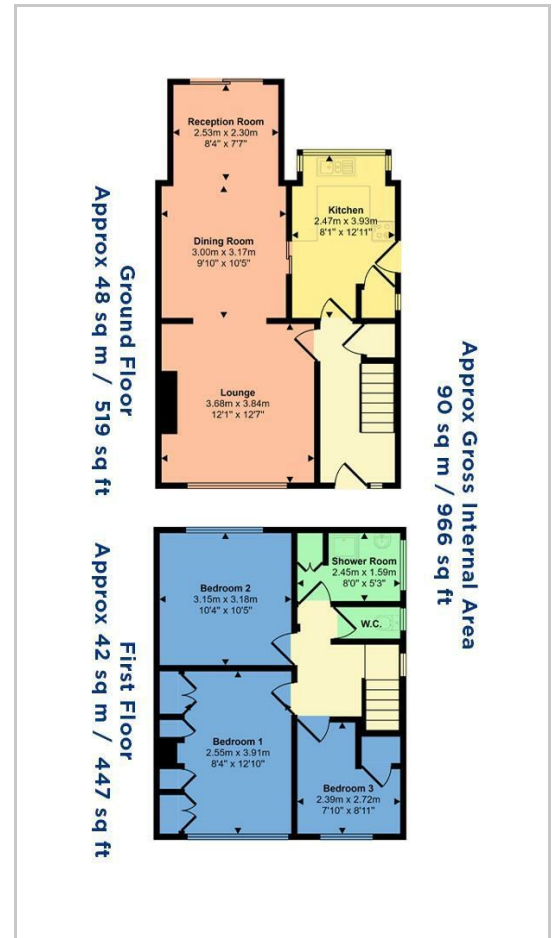 Reception Room
2.53m x 2.30m
8'4" x 7'7"
Kitchen
2.47m x 3.93m
8'1" x 12'11"
Dining Room
3.00m x 3.17m
9'10" x 10'5"
Lounge
3.68m x 3.84m
12'1" x 12'7"
Ground Floor
Approx 48 sq m / 519 sq ft
Approx Gross Internal Area
90 sq m / 966 sq ft
Shower Room
2.45m x 1.59m
8'0" x 5'3"
Bedroom 2
3.15m x 3.18m
10'4" x 10'5"
W.C.
Bedroom 1
2.55m x 3.91m
8'4" x 12'10"
Bedroom 3
2.39m x 2.72m
7'10" x 8'11"
First Floor
Approx 42 sq m / 447 sq ft